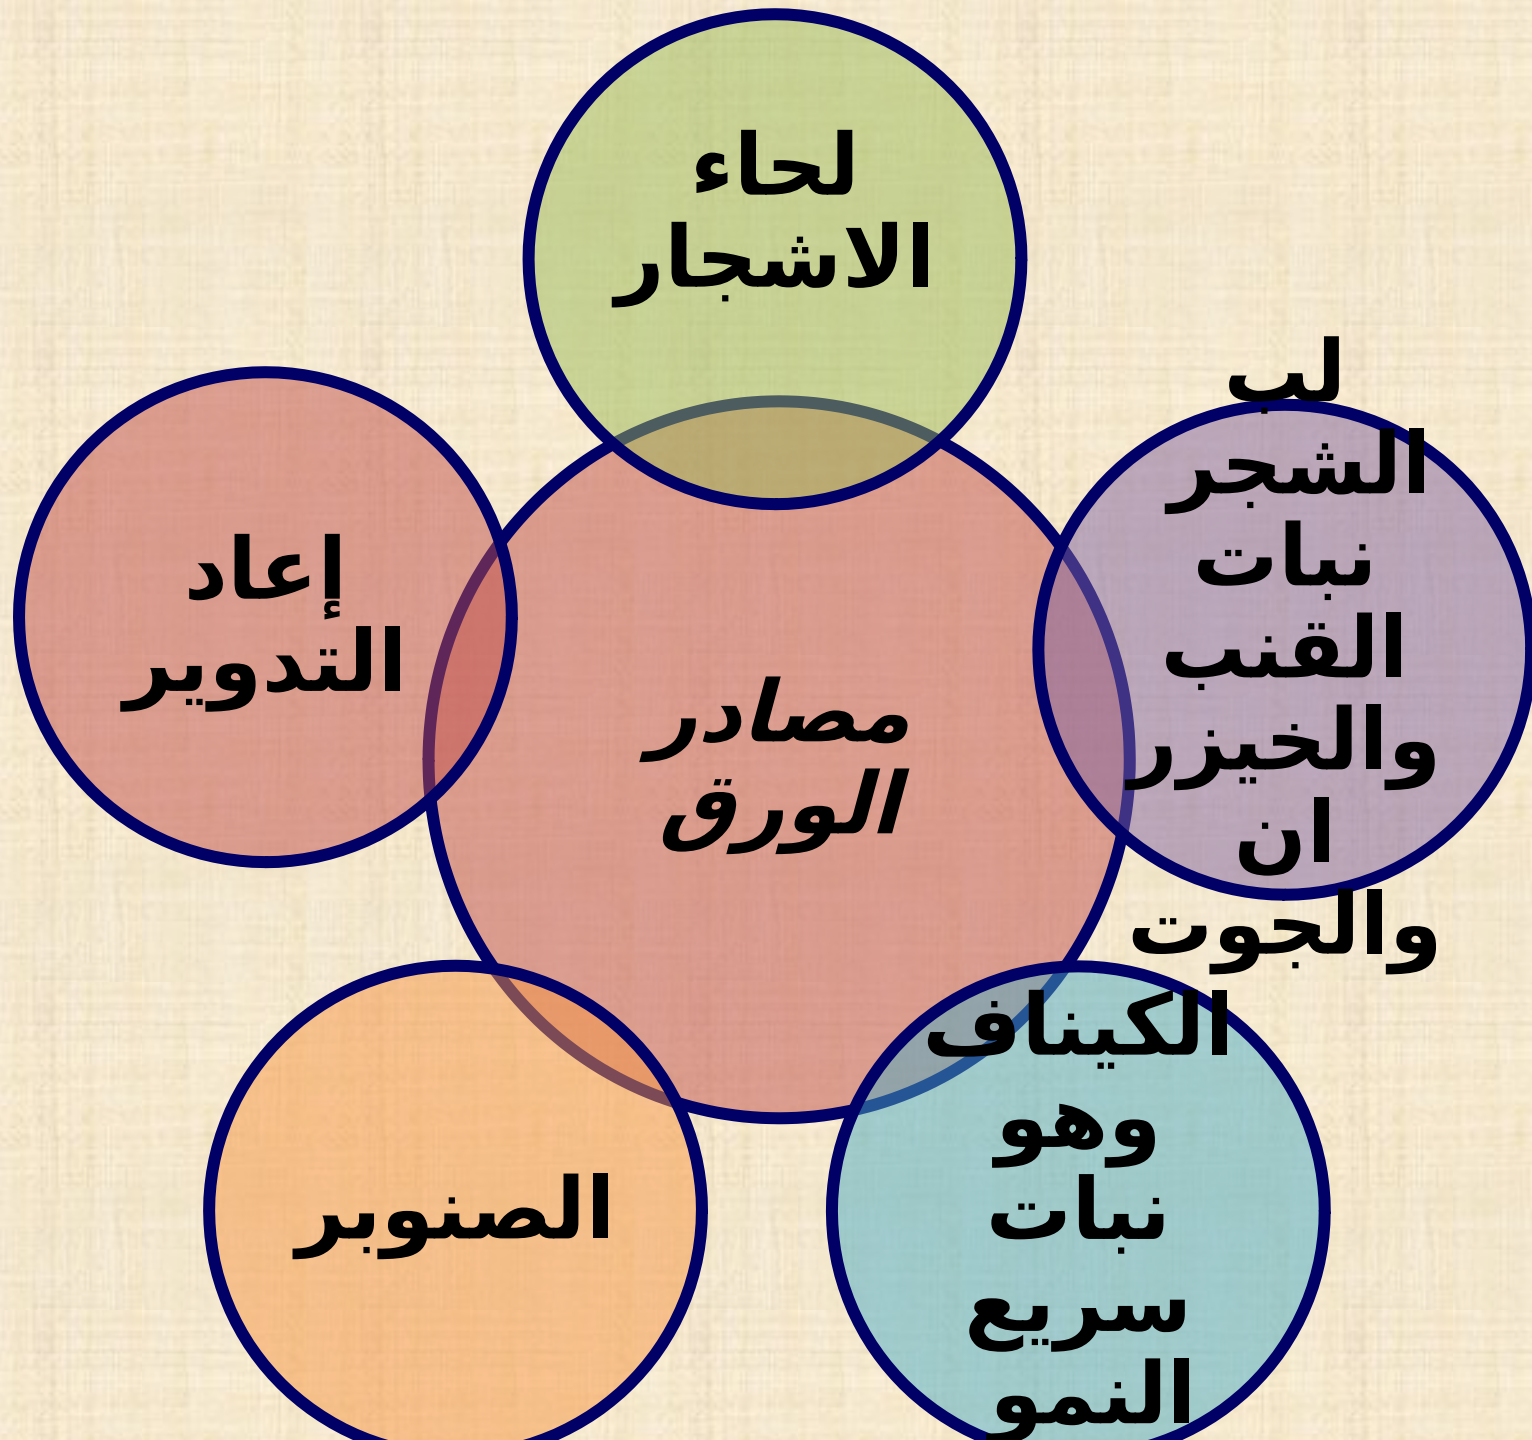 لحاء
الاشجار
لب
الشجر
نبات
القنب
والخيزر
ان
والجوت
إعاد
التدوير
مصادر
الورق
الكيناف
وهو
نبات
سريع
النمو
الصنوبر